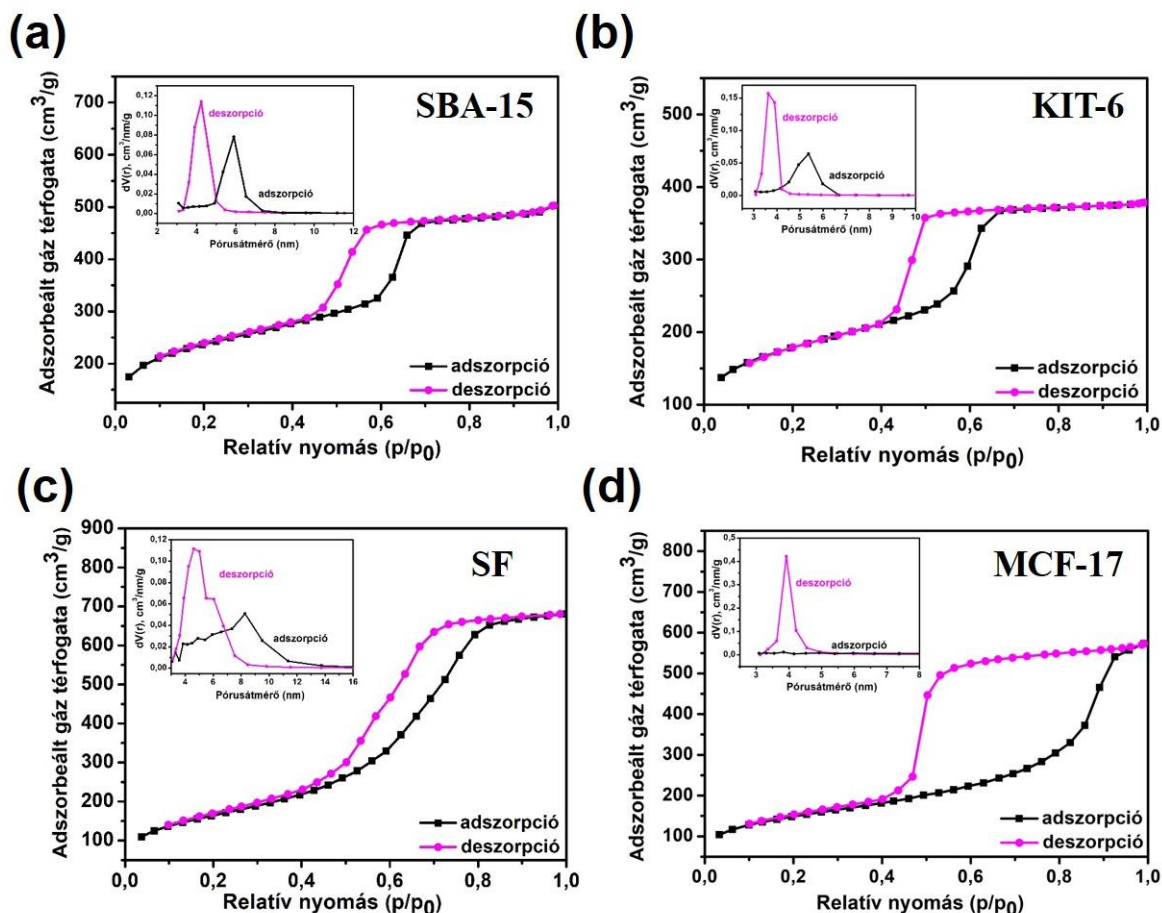 (a)
Adszorbeált gáz térfogata (cm³/g)
700
600
500
400
300
200
0,0 0,2 0,4 0,6 0,8 1,0
Relatív nyomás (p/p₀)
SBA-15
adszorpció
deszorpció
dV(r), cm³/nm/g
0,12
0,09
0,06
0,03
0,00
2 4 6 8 10 12
Pórusátmérő (nm)
deszorpció
adszorpció
(b)
Adszorbeált gáz térfogata (cm³/g)
500
400
300
200
100
0,0 0,2 0,4 0,6 0,8 1,0
Relatív nyomás (p/p₀)
KIT-6
adszorpció
deszorpció
dV(r), cm³/nm/g
0,15
0,10
0,05
0,00
3 4 5 6 7 8 9 10
Pórusátmérő (nm)
deszorpció
adszorpció
(c)
Adszorbeált gáz térfogata (cm³/g)
900
800
700
600
500
400
300
200
100
0,0 0,2 0,4 0,6 0,8 1,0
Relatív nyomás (p/p₀)
SF
adszorpció
deszorpció
dV(r), cm³/nm/g
0,12
0,10
0,08
0,06
0,04
0,02
0,00
4 6 8 10 12 14 16
Pórusátmérő (nm)
deszorpció
adszorpció
(d)
Adszorbeált gáz térfogata (cm³/g)
800
700
600
500
400
300
200
100
0,0 0,2 0,4 0,6 0,8 1,0
Relatív nyomás (p/p₀)
MCF-17
adszorpció
deszorpció
dV(r), cm³/nm/g
0,5
0,4
0,3
0,2
0,1
0,0
3 4 5 6 7 8
Pórusátmérő (nm)
deszorpció
adszorpció